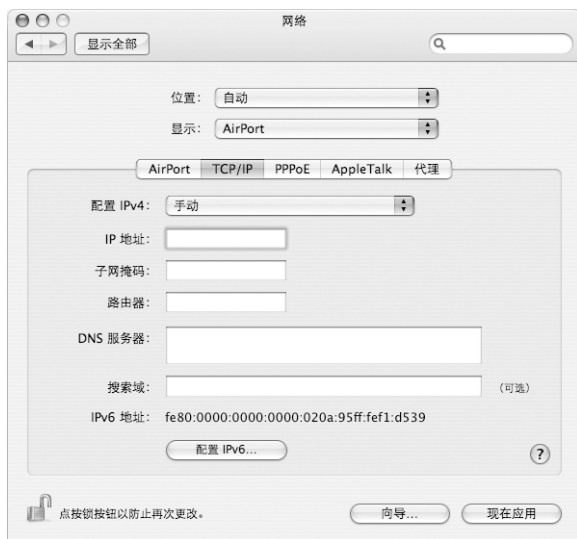 网络
显示全部
位置： 自动
显示： AirPort
AirPort TCP/IP PPPoE AppleTalk 代理
配置 IPv4： 手动
IP 地址：
子网掩码：
路由器：
DNS 服务器：
搜索域： （可选）
IPv6 地址： fe80:0000:0000:0000:020a:95ff:fef1:d539
配置 IPv6...
?
点按锁按钮以防止再次更改。 向导... 现在应用